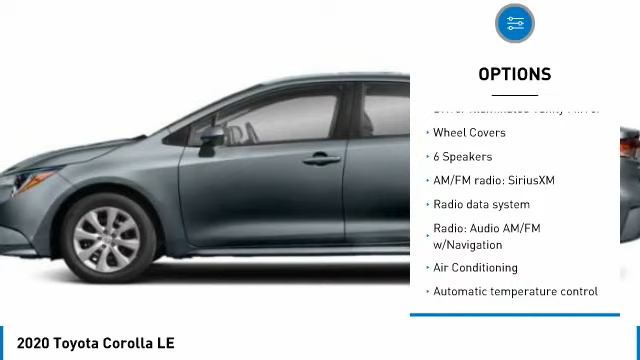 OPTIONS
Wheel Covers
6 Speakers
AM/FM radio: SiriusXM
Radio data system
Radio: Audio AM/FM
w/Navigation
Air Conditioning
Automatic temperature control
2020 Toyota Corolla LE